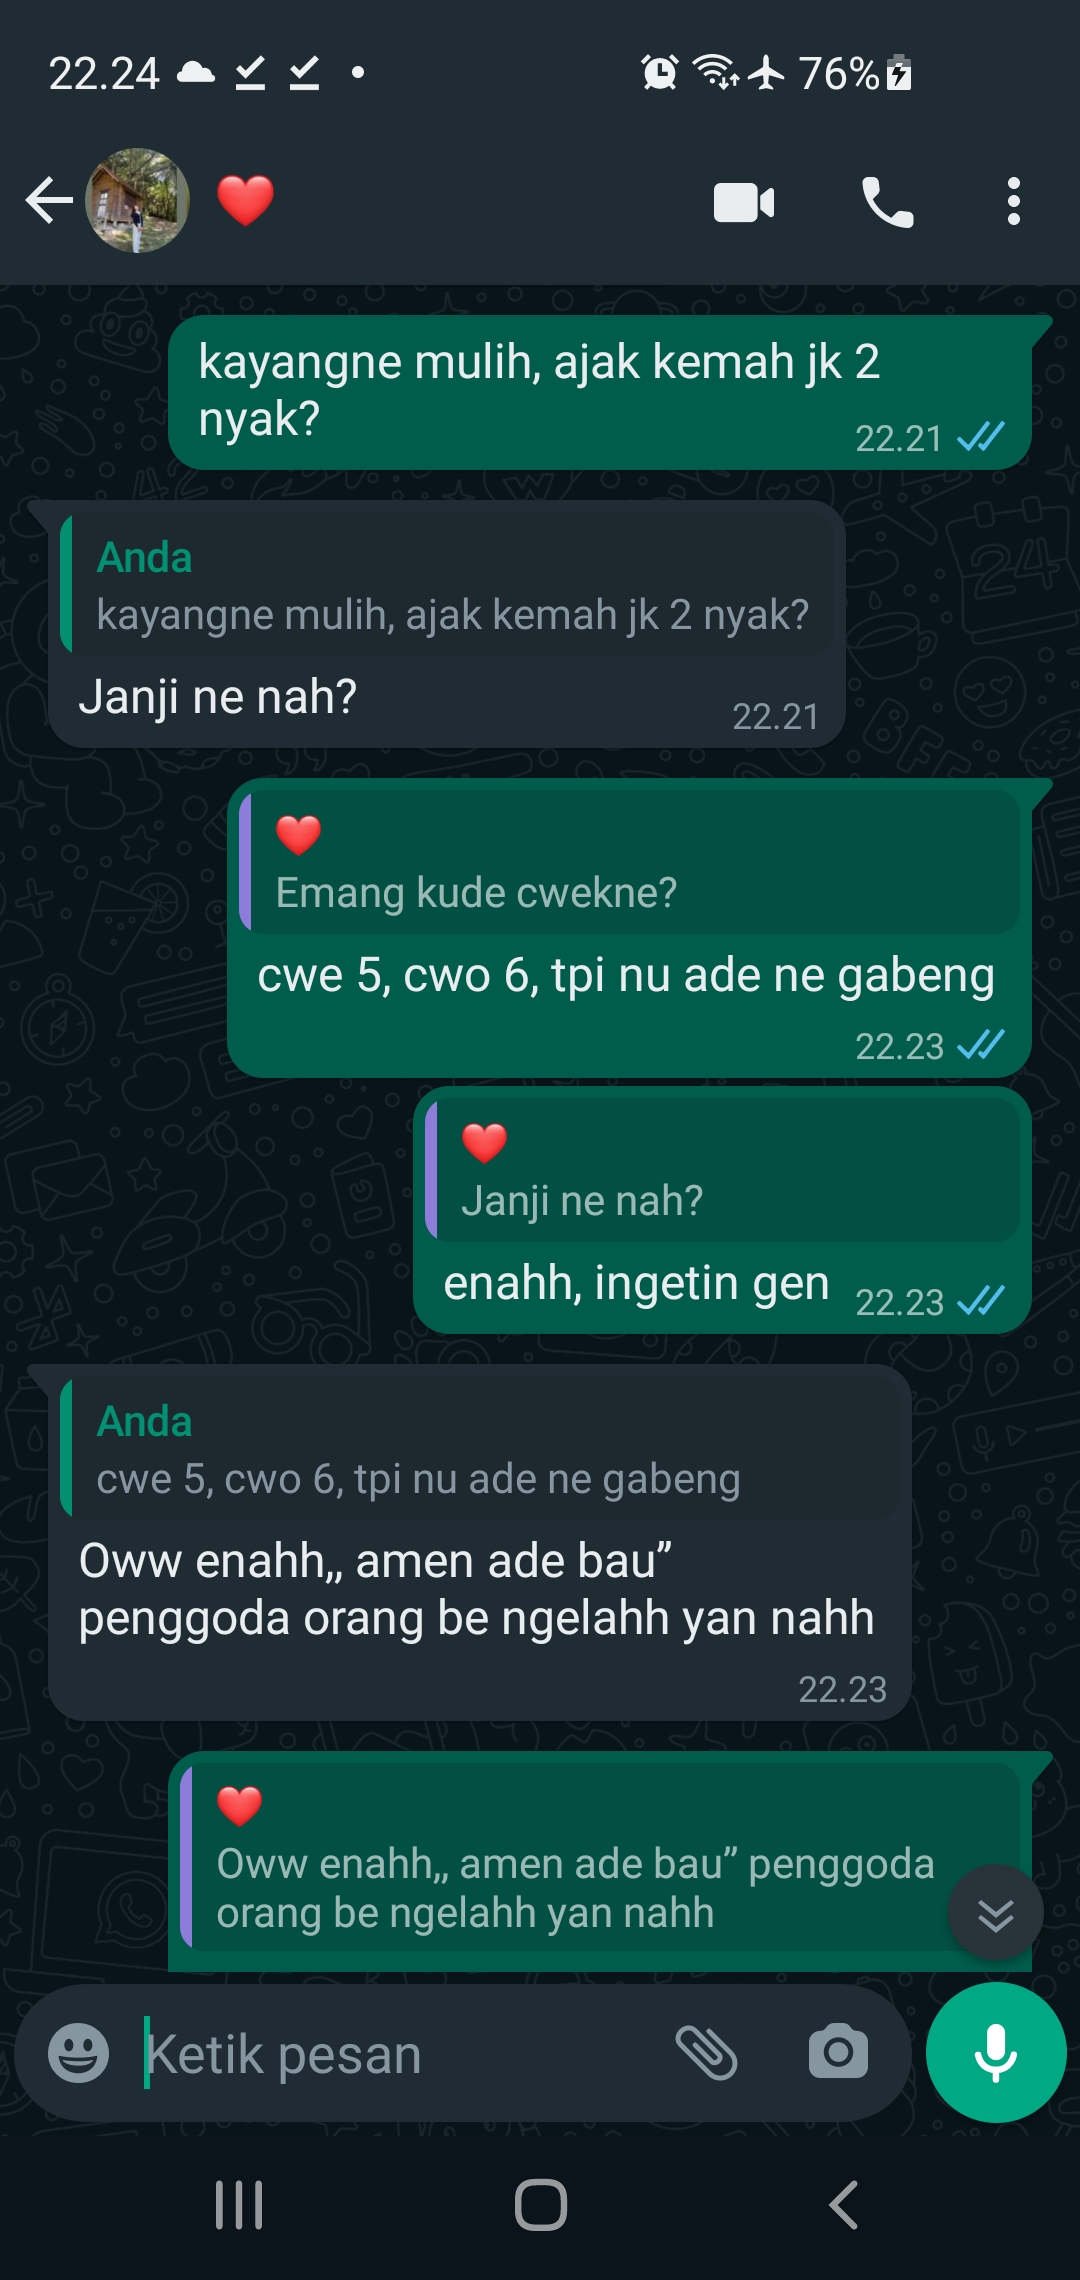 22.24
76%
❤️
kayangne mulih, ajak kemah jk 2
nyak?
22.21
Anda
kayangne mulih, ajak kemah jk 2 nyak?
Janji ne nah?
22.21
❤️
Emang kude cwekne?
cwe 5, cwo 6, tpi nu ade ne gabeng
22.23
❤️
Janji ne nah?
enahh, ingetin gen
22.23
Anda
cwe 5, cwo 6, tpi nu ade ne gabeng
Oww enahh,, amen ade bau”
penggoda orang be ngelahh yan nahh
22.23
❤️
Oww enahh,, amen ade bau” penggoda
orang be ngelahh yan nahh
Ketik pesan